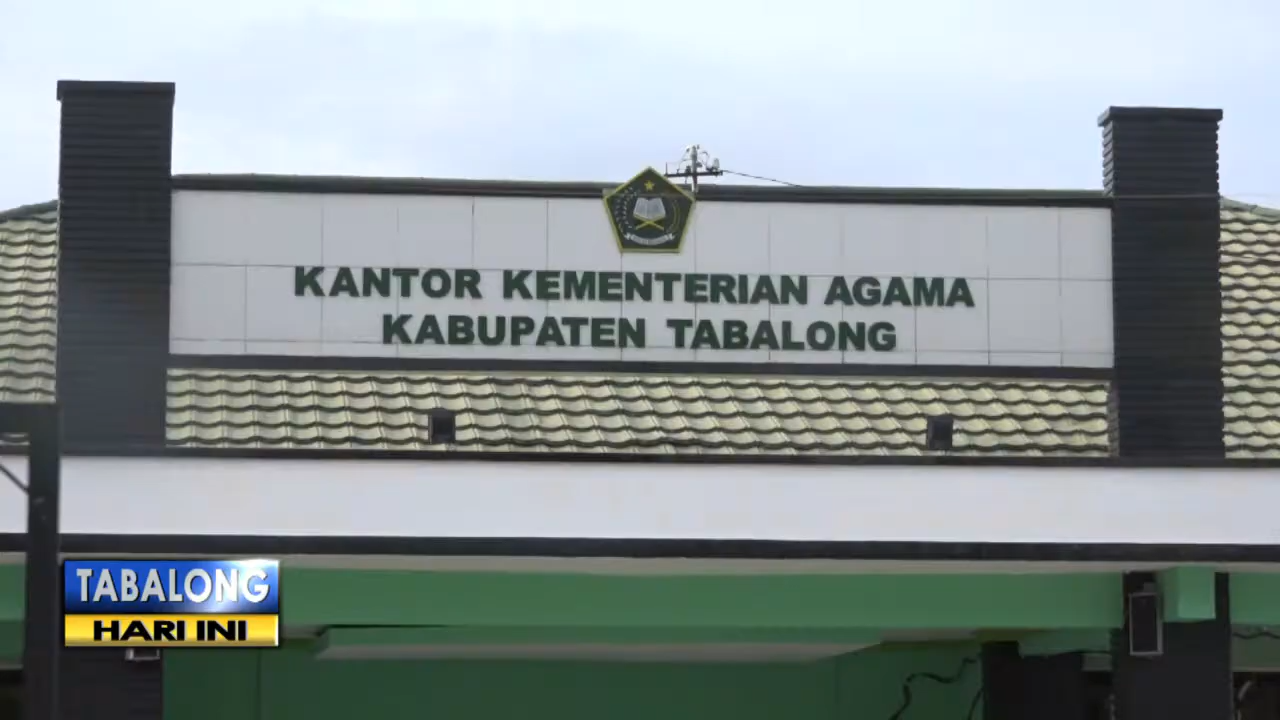 KANTOR KEMENTERIAN AGAMA
KABUPATEN TABALONG
TABALONG
HARI INI